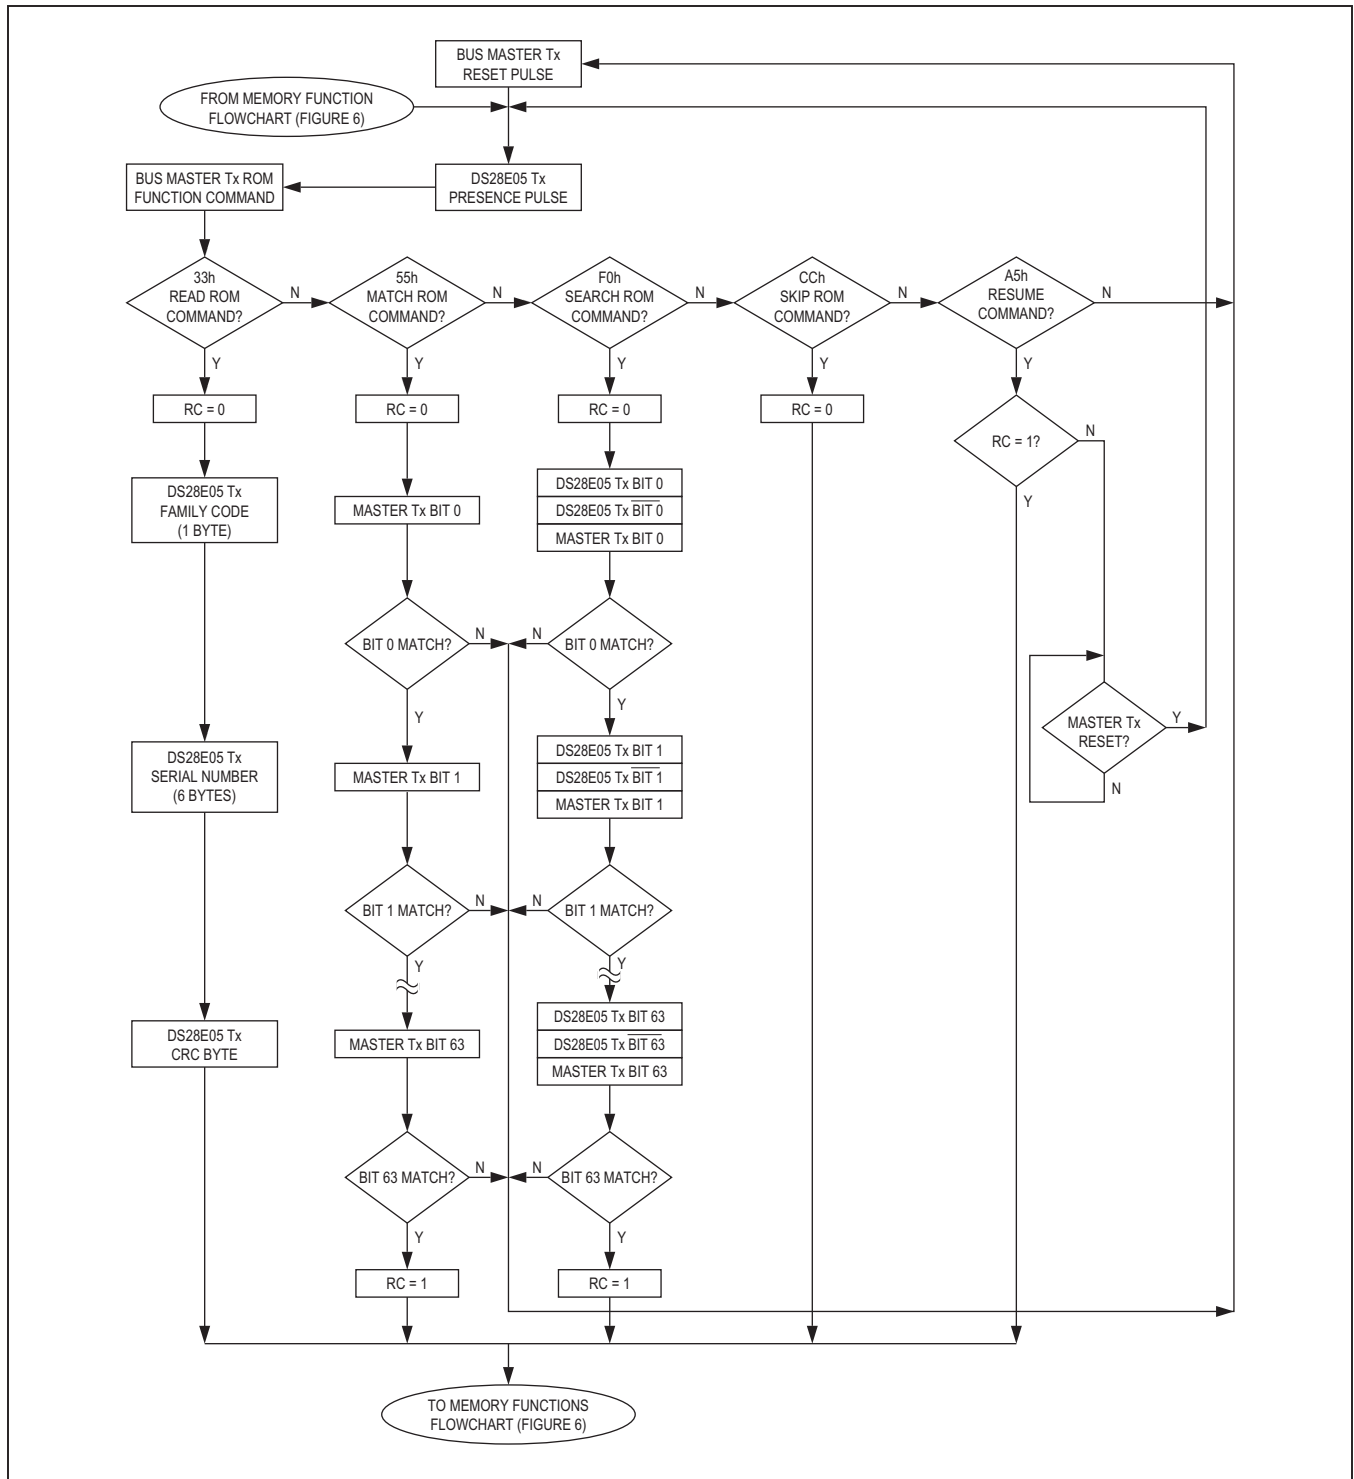 BUS MASTER Tx
RESET PULSE
FROM MEMORY FUNCTION
FLOWCHART (FIGURE 6)
BUS MASTER Tx ROM
FUNCTION COMMAND
DS28E05 Tx
PRESENCE PULSE
33h
READ ROM
COMMAND?
N
55h
MATCH ROM
COMMAND?
N
F0h
SEARCH ROM
COMMAND?
N
CCh
SKIP ROM
COMMAND?
N
A5h
RESUME
COMMAND?
N
Y
Y
Y
Y
Y
RC = 0
RC = 0
RC = 0
RC = 0
RC = 1?
N
Y
DS28E05 Tx
FAMILY CODE
(1 BYTE)
MASTER Tx BIT 0
DS28E05 Tx BIT 0
DS28E05 Tx B̅I̅T̅ ̅0̅
MASTER Tx BIT 0
BIT 0 MATCH?
N
N
BIT 0 MATCH?
Y
Y
MASTER Tx
RESET?
Y
N
DS28E05 Tx
SERIAL NUMBER
(6 BYTES)
MASTER Tx BIT 1
DS28E05 Tx BIT 1
DS28E05 Tx B̅I̅T̅ ̅1̅
MASTER Tx BIT 1
BIT 1 MATCH?
N
N
BIT 1 MATCH?
Y
Y
DS28E05 Tx
CRC BYTE
MASTER Tx BIT 63
DS28E05 Tx BIT 63
DS28E05 Tx B̅I̅T̅ ̅6̅3̅
MASTER Tx BIT 63
BIT 63 MATCH?
N
N
BIT 63 MATCH?
Y
Y
RC = 1
RC = 1
TO MEMORY FUNCTIONS
FLOWCHART (FIGURE 6)